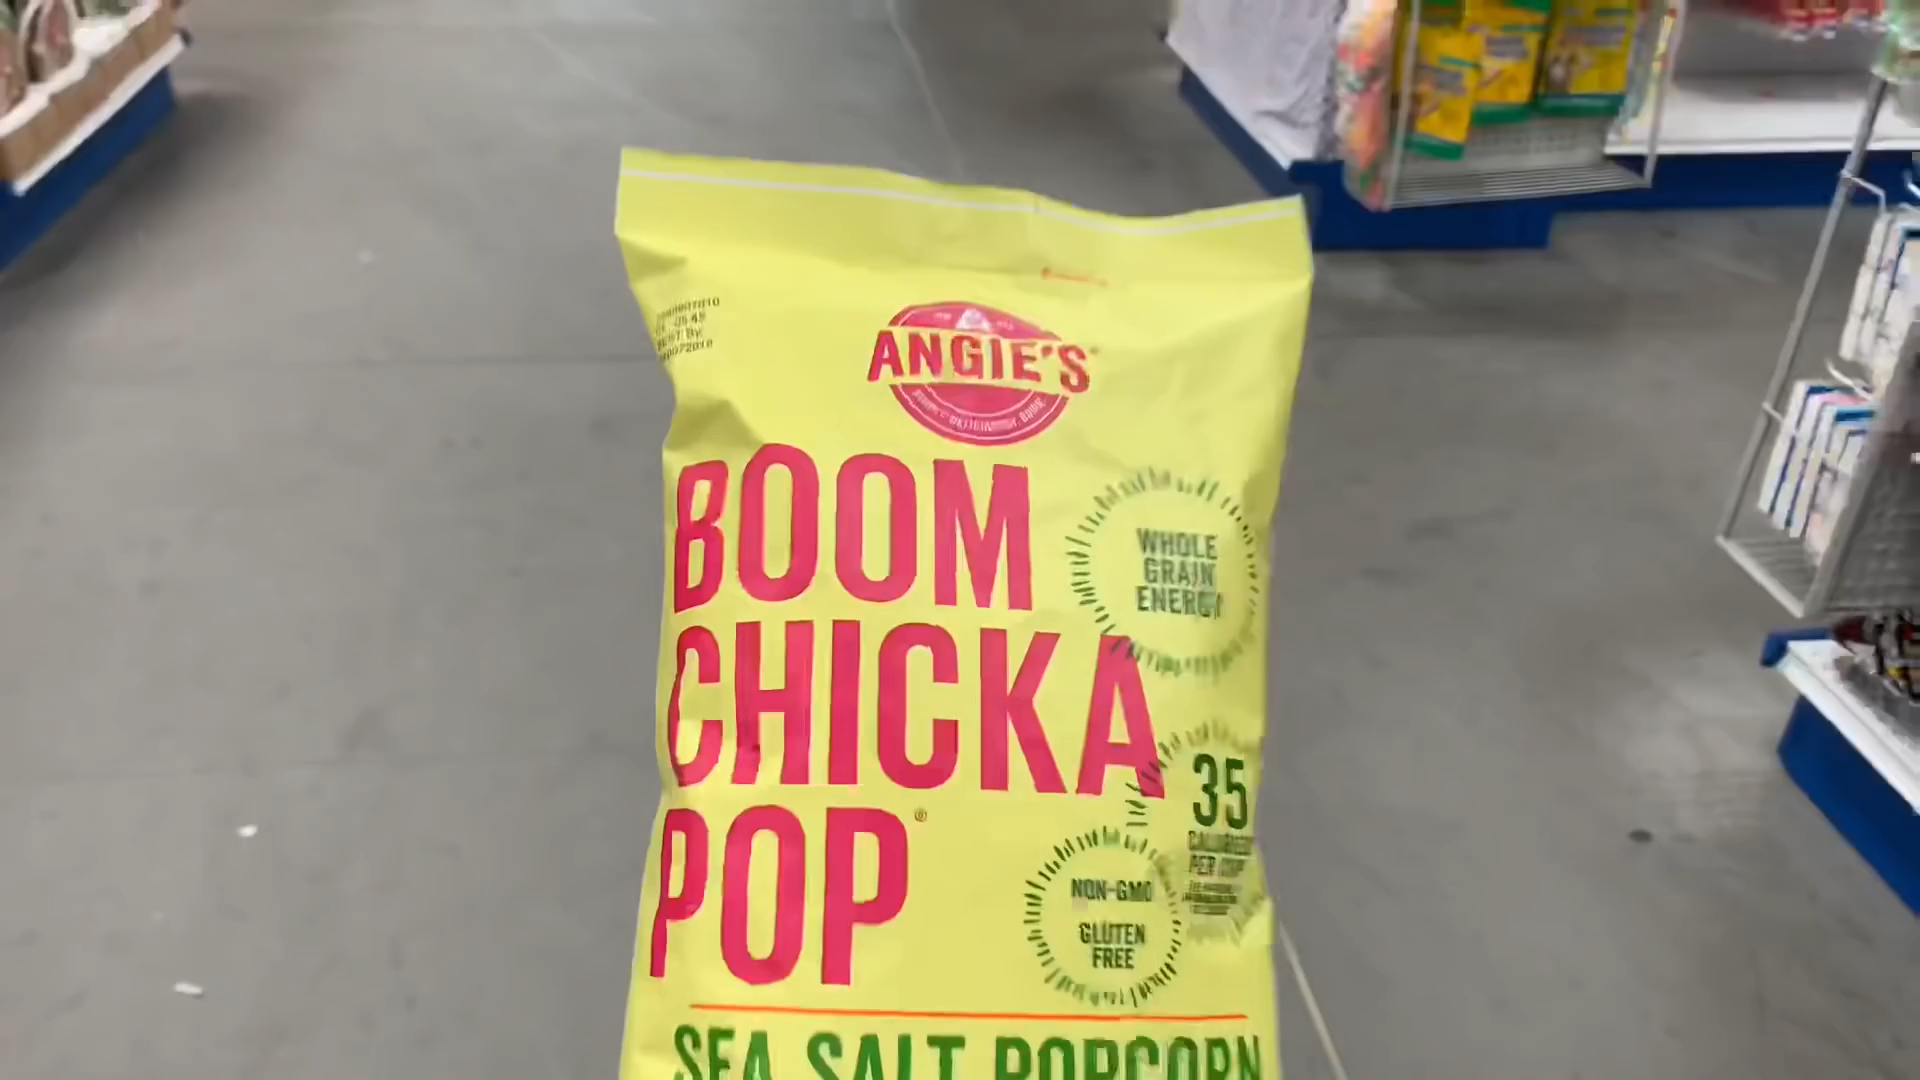 ANGIE'S
BOOM
CHICKA
POP®
WHOLE
GRAIN
ENERGY
35
CALORIES
PER CUP
NON-GMO
GLUTEN
FREE
SEA SALT POPCORN